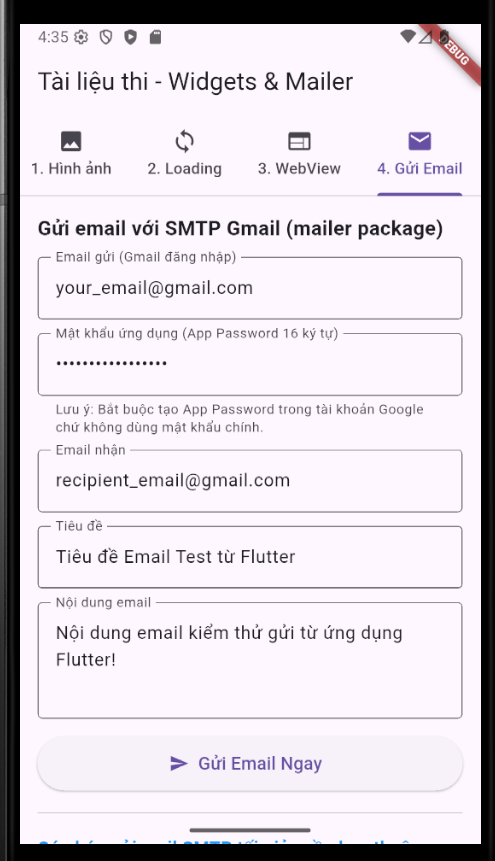 4:35
DEBUG
Tài liệu thi - Widgets & Mailer
1. Hình ảnh
2. Loading
3. WebView
4. Gửi Email
Gửi email với SMTP Gmail (mailer package)
Email gửi (Gmail đăng nhập)
your_email@gmail.com
Mật khẩu ứng dụng (App Password 16 ký tự)
•••••••••••••••••
Lưu ý: Bắt buộc tạo App Password trong tài khoản Google
chứ không dùng mật khẩu chính.
Email nhận
recipient_email@gmail.com
Tiêu đề
Tiêu đề Email Test từ Flutter
Nội dung email
Nội dung email kiểm thử gửi từ ứng dụng
Flutter!
Gửi Email Ngay